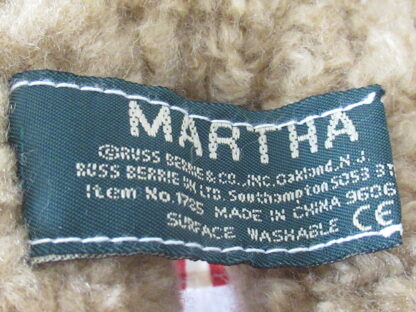 MARTHA
©RUSS BERRIE & CO., INC. Oakland, N.J.
RUSS BERRIE UK LTD. Southampton SO53 3T
Item No. 1785 MADE IN CHINA 9606
SURFACE WASHABLE CE